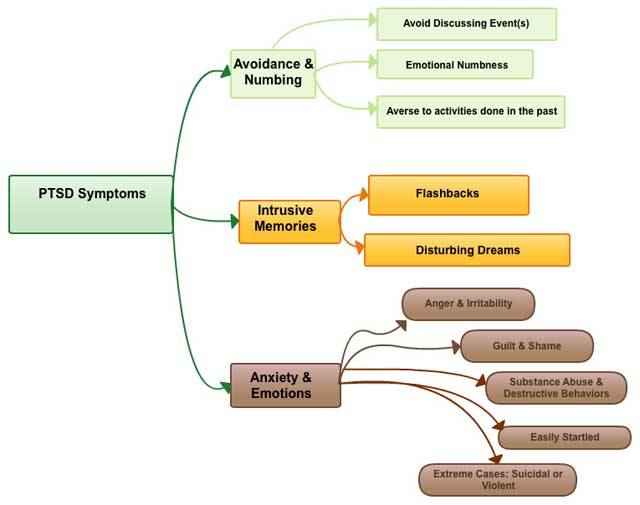 Avoid Discussing Event(s)
Avoidance &
Numbing
Emotional Numbness
Averse to activities done in the past
PTSD Symptoms
Intrusive
Memories
Flashbacks
Disturbing Dreams
Anxiety &
Emotions
Anger & Irritability
Guilt & Shame
Substance Abuse &
Destructive Behaviors
Easily Startled
Extreme Cases: Suicidal or
Violent